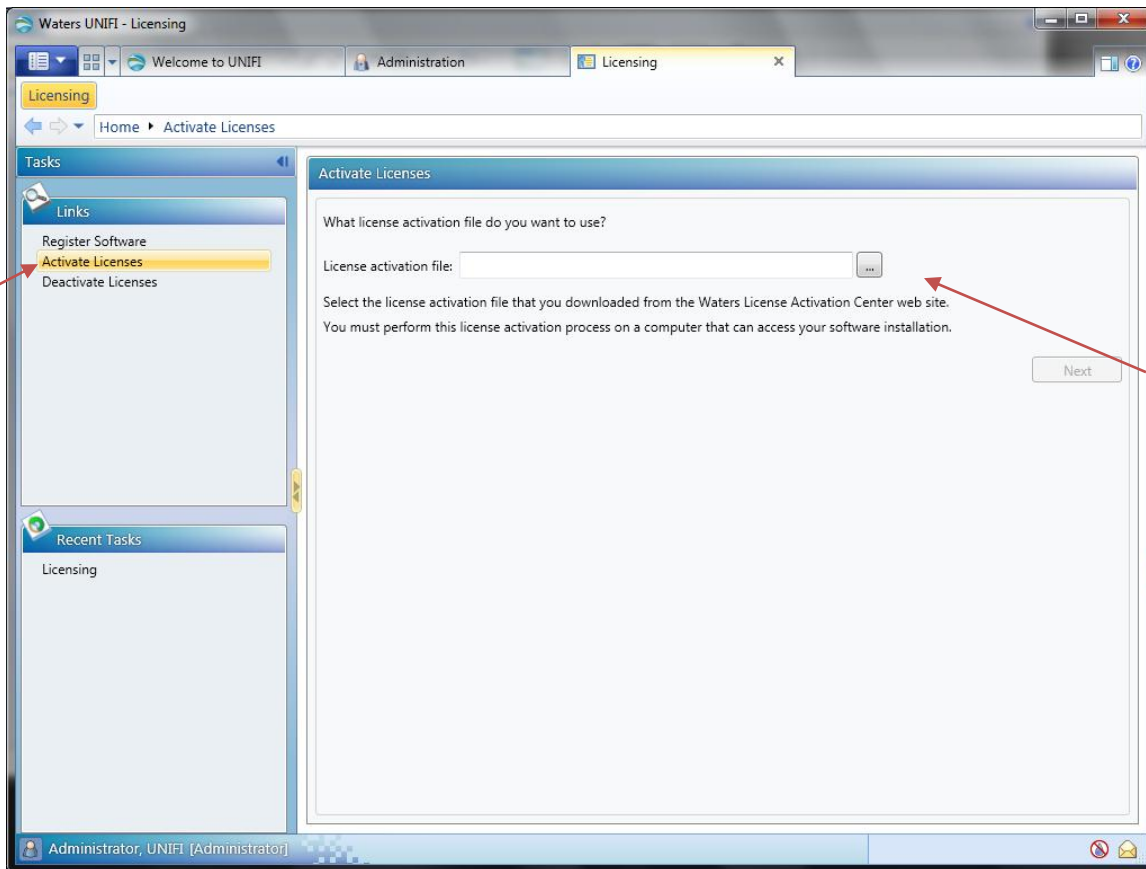 Waters UNIFI - Licensing
Welcome to UNIFI
Administration
Licensing
Licensing
Home
Activate Licenses
Tasks
Links
Register Software
Activate Licenses
Deactivate Licenses
Recent Tasks
Licensing
Activate Licenses
What license activation file do you want to use?
License activation file:
...
Select the license activation file that you downloaded from the Waters License Activation Center web site.
You must perform this license activation process on a computer that can access your software installation.
Next
Administrator, UNIFI [Administrator]